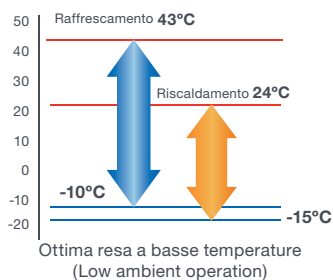 50
Raffrescamento 43°C
40
30
Riscaldamento 24°C
20
10
0
-10
-10°C
-20
-15°C
Ottima resa a basse temperature
(Low ambient operation)